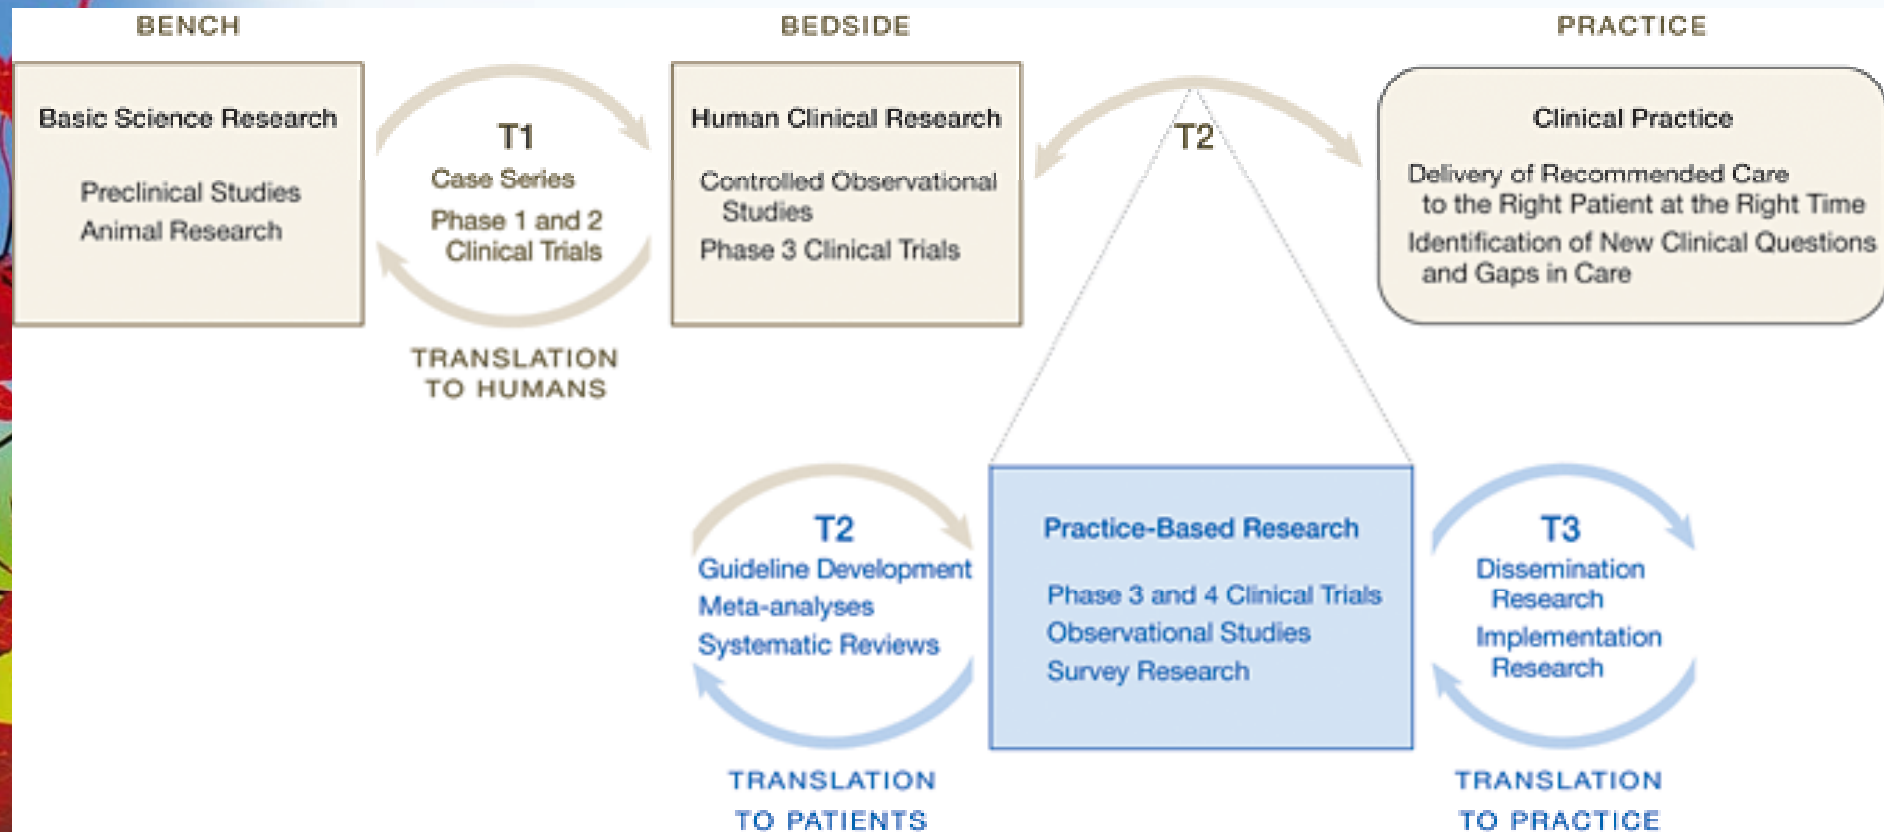 BENCH
BEDSIDE
PRACTICE
Basic Science Research
Preclinical Studies
Animal Research
T1
Case Series
Phase 1 and 2
Clinical Trials
TRANSLATION
TO HUMANS
Human Clinical Research
Controlled Observational
Studies
Phase 3 Clinical Trials
T2
Clinical Practice
Delivery of Recommended Care
to the Right Patient at the Right Time
Identification of New Clinical Questions
and Gaps in Care
T2
Guideline Development
Meta-analyses
Systematic Reviews
TRANSLATION
TO PATIENTS
Practice-Based Research
Phase 3 and 4 Clinical Trials
Observational Studies
Survey Research
T3
Dissemination
Research
Implementation
Research
TRANSLATION
TO PRACTICE